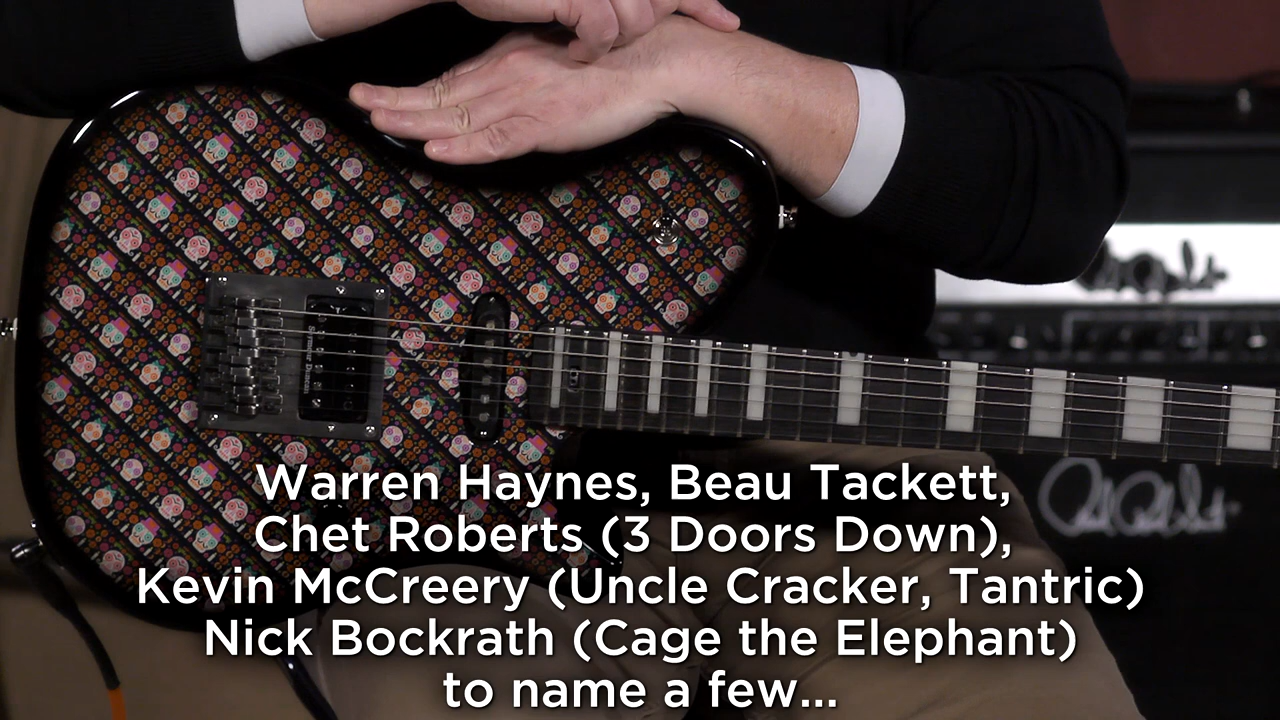 Warren Haynes, Beau Tackett,
Chet Roberts (3 Doors Down),
Kevin McCreery (Uncle Cracker, Tantric)
Nick Bockrath (Cage the Elephant)
to name a few...